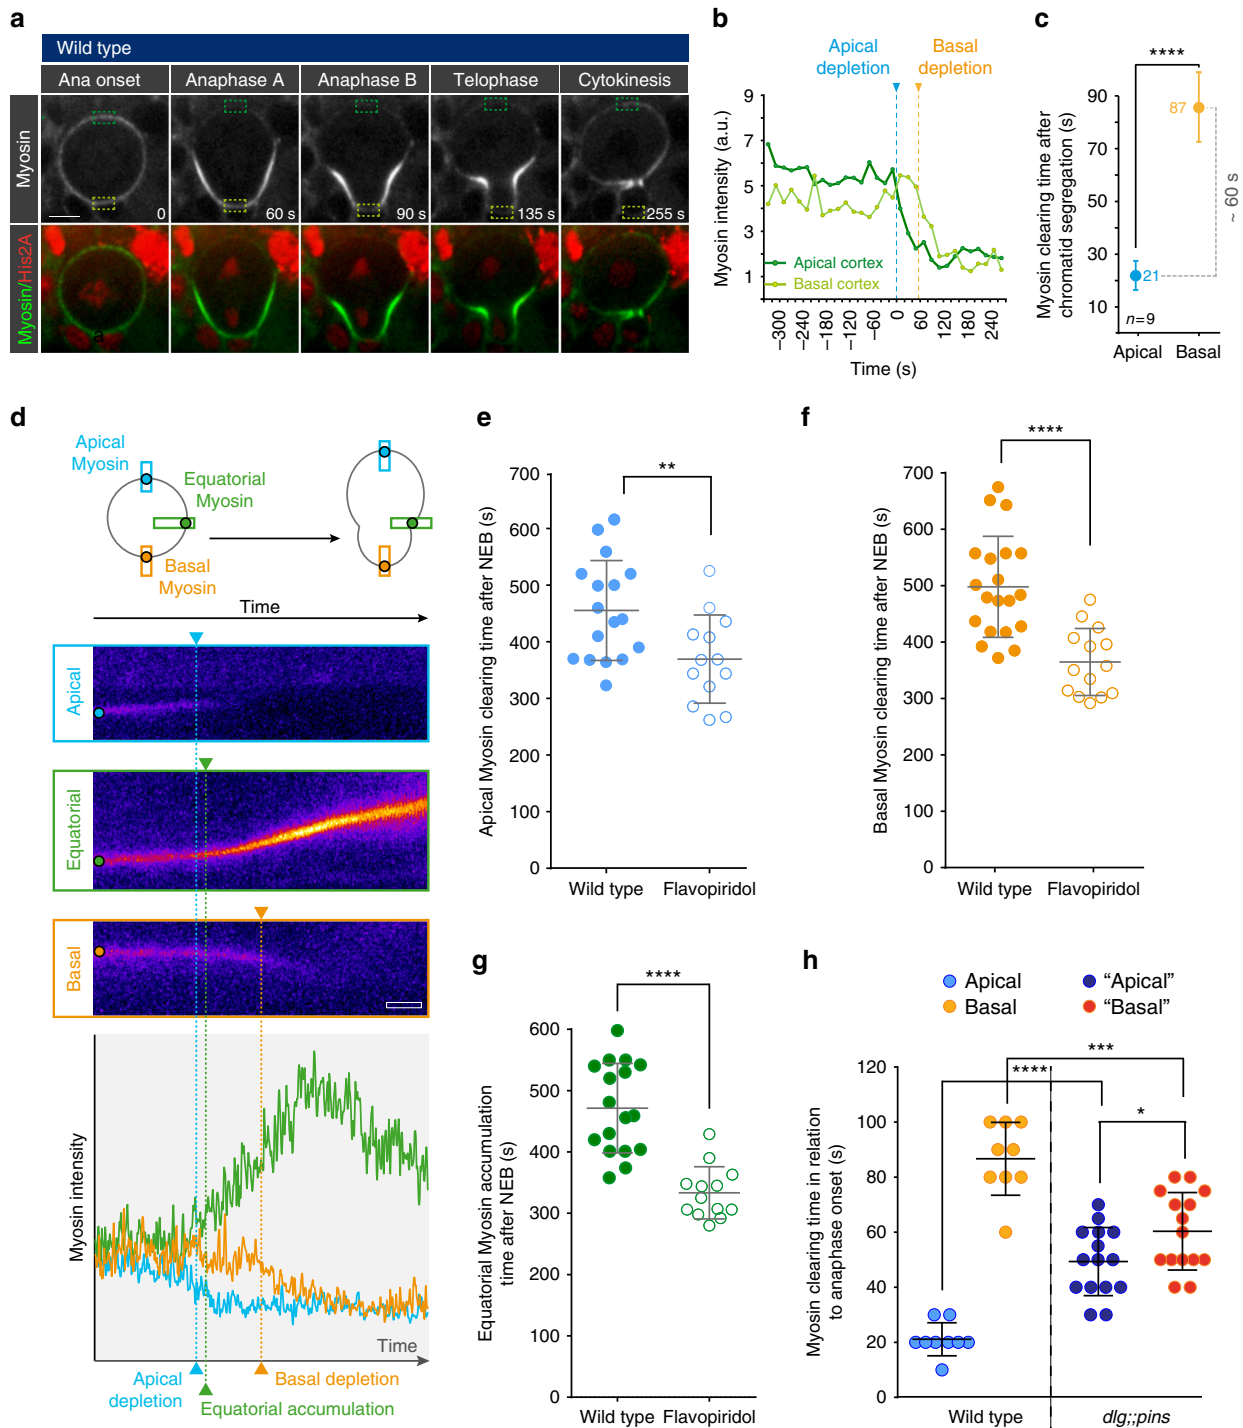 a
Wild type
Ana onset
Anaphase A
Anaphase B
Telophase
Cytokinesis
Myosin
0
60 s
90 s
135 s
255 s
Myosin/His2A
a
b
Apical depletion
Basal depletion
Myosin intensity (a.u.)
9
7
5
3
1
Apical cortex
Basal cortex
–300
–240
–180
–120
–60
0
60
120
180
240
Time (s)
c
****
Myosin clearing time after chromatid segregation (s)
90
70
50
30
10
87
21
~ 60 s
n=9
Apical
Basal
d
Apical Myosin
Equatorial Myosin
Basal Myosin
Time
Apical
Equatorial
Basal
Myosin intensity
Time
Apical depletion
Basal depletion
Equatorial accumulation
e
**
Apical Myosin clearing time after NEB (s)
700
600
500
400
300
200
100
0
Wild type
Flavopiridol
f
****
Basal Myosin clearing time after NEB (s)
700
600
500
400
300
200
100
0
Wild type
Flavopiridol
g
****
Equatorial Myosin accumulation time after NEB (s)
600
500
400
300
200
100
0
Wild type
Flavopiridol
h
Apical
Basal
"Apical"
"Basal"
***
****
*
Myosin clearing time in relation to anaphase onset (s)
120
100
80
60
40
20
0
Wild type
dlg;;pins